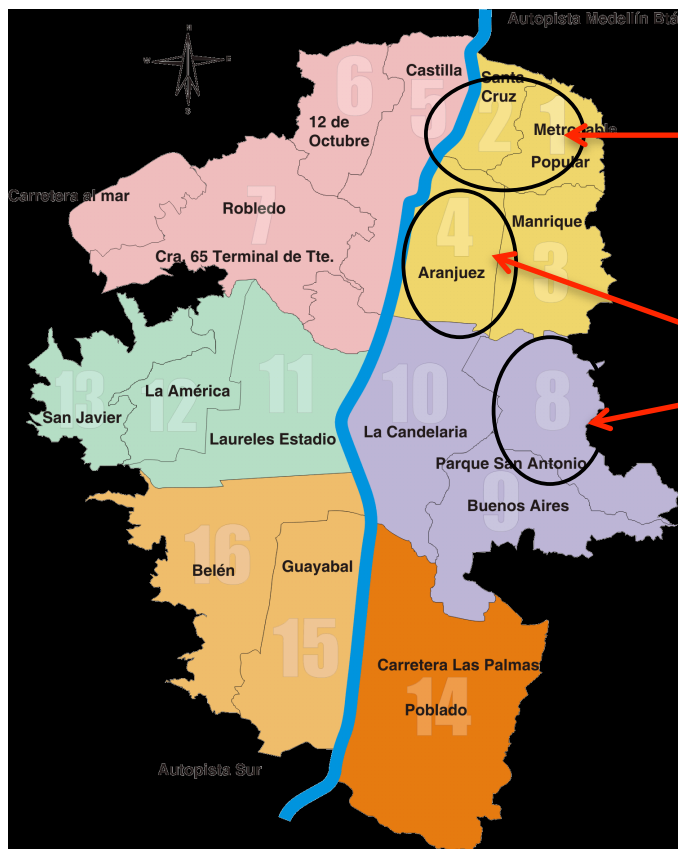 Autopista Medellín Btá
N
W
E
S
Castilla
Santa
Cruz
6
5
2
1
12 de
Octubre
Metrocable
Popular
Carretera al mar
7
Robledo
4
Manrique
Cra. 65 Terminal de Tte.
Aranjuez
3
13
12
11
10
8
La América
San Javier
Laureles Estadio
La Candelaria
Parque San Antonio
9
Buenos Aires
16
Belén
Guayabal
15
Carretera Las Palmas
14
Poblado
Autopista Sur